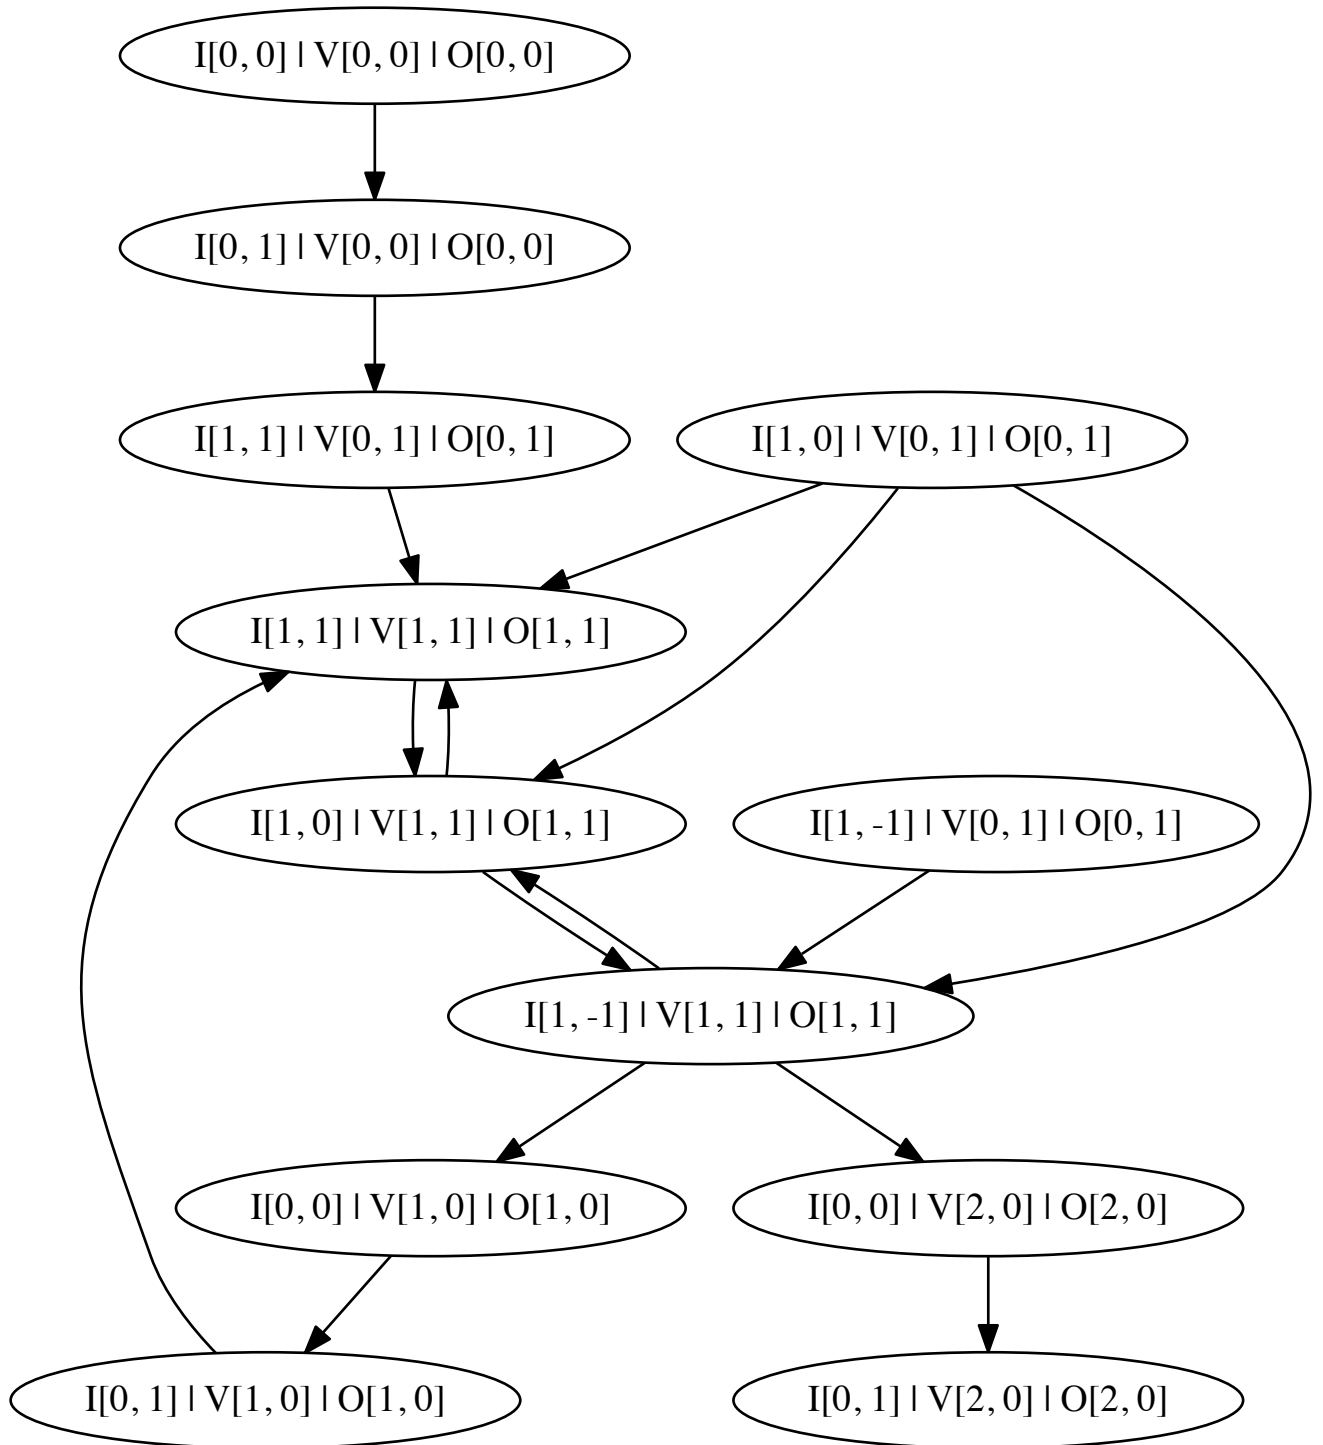 I[0, 0] | V[0, 0] | O[0, 0]
I[0, 1] | V[0, 0] | O[0, 0]
I[1, 1] | V[0, 1] | O[0, 1]
I[1, 0] | V[0, 1] | O[0, 1]
I[1, 1] | V[1, 1] | O[1, 1]
I[1, 0] | V[1, 1] | O[1, 1]
I[1, -1] | V[0, 1] | O[0, 1]
I[1, -1] | V[1, 1] | O[1, 1]
I[0, 0] | V[1, 0] | O[1, 0]
I[0, 0] | V[2, 0] | O[2, 0]
I[0, 1] | V[1, 0] | O[1, 0]
I[0, 1] | V[2, 0] | O[2, 0]